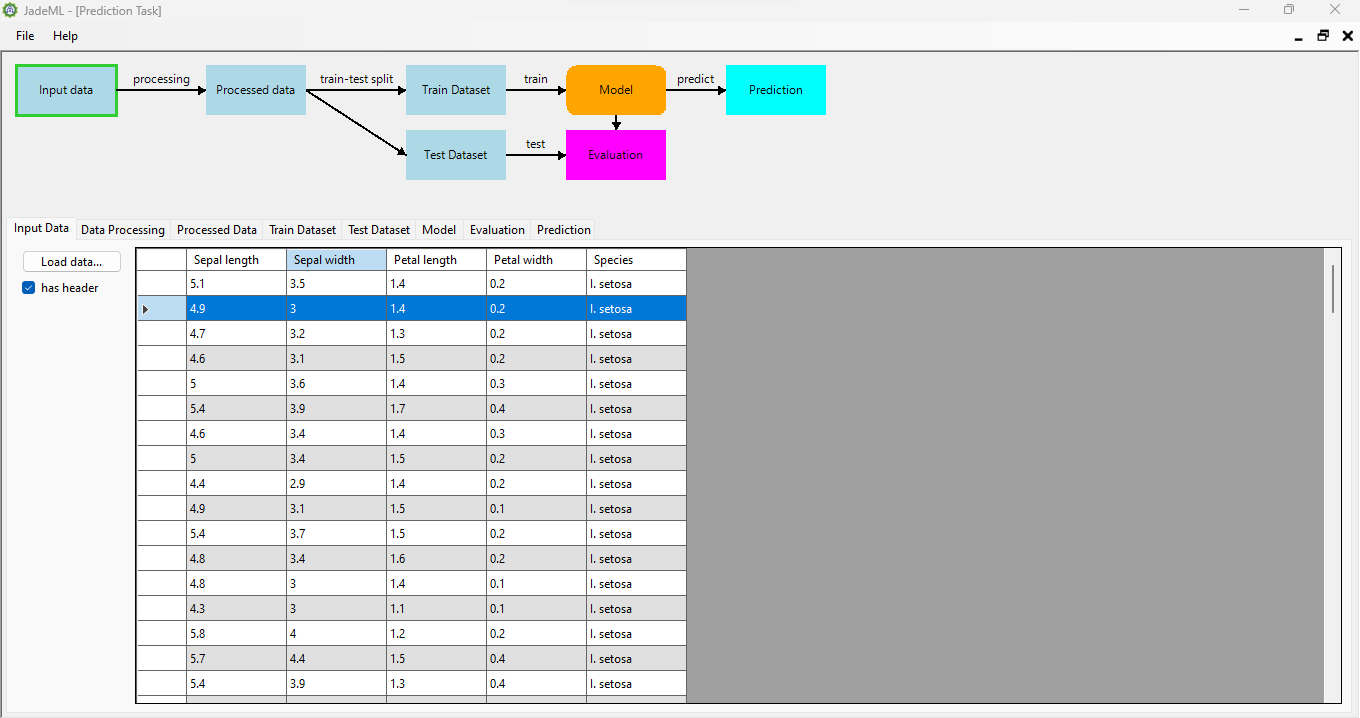 JadeML - [Prediction Task]
File Help
processing train-test split train predict
Input data Processed data Train Dataset Model Prediction
test
Test Dataset Evaluation
Input Data Data Processing Processed Data Train Dataset Test Dataset Model Evaluation Prediction
Load data...
has header
Sepal length Sepal width Petal length Petal width Species
5.1 3.5 1.4 0.2 I. setosa
4.9 3 1.4 0.2 I. setosa
4.7 3.2 1.3 0.2 I. setosa
4.6 3.1 1.5 0.2 I. setosa
5 3.6 1.4 0.3 I. setosa
5.4 3.9 1.7 0.4 I. setosa
4.6 3.4 1.4 0.3 I. setosa
5 3.4 1.5 0.2 I. setosa
4.4 2.9 1.4 0.2 I. setosa
4.9 3.1 1.5 0.1 I. setosa
5.4 3.7 1.5 0.2 I. setosa
4.8 3.4 1.6 0.2 I. setosa
4.8 3 1.4 0.1 I. setosa
4.3 3 1.1 0.1 I. setosa
5.8 4 1.2 0.2 I. setosa
5.7 4.4 1.5 0.4 I. setosa
5.4 3.9 1.3 0.4 I. setosa